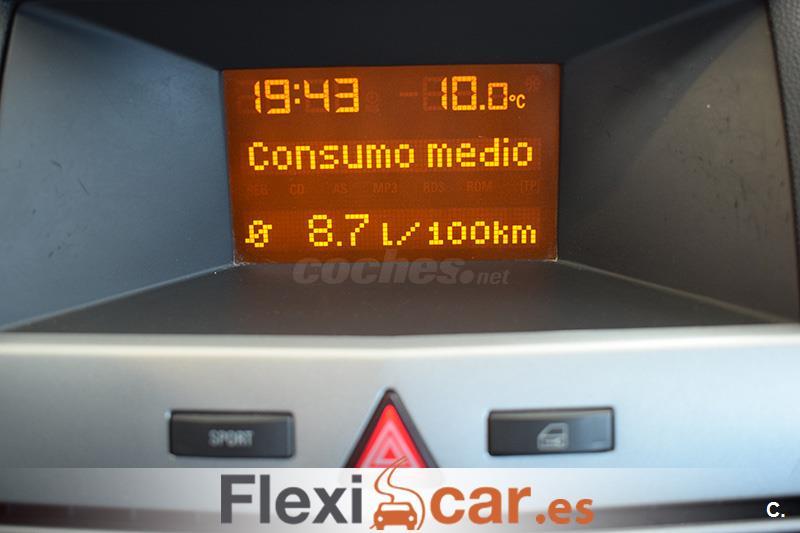 19:43 10.0°C
Consumo medio
CD AS MP3 RDS RDM [TP]
Ø 8.7 l/100km
coches.net
SPORT
Flexicar.es
C.